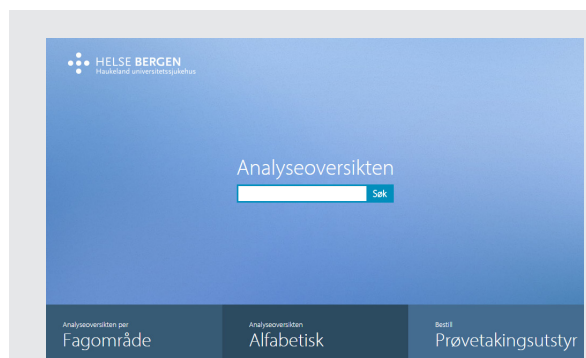 HELSE BERGEN
Haukeland universitetssjukehus
Analyseoversikten
Søk
Analyseoversikten per
Fagområde
Analyseoversikten
Alfabetisk
Bestill
Prøvetakingsutstyr